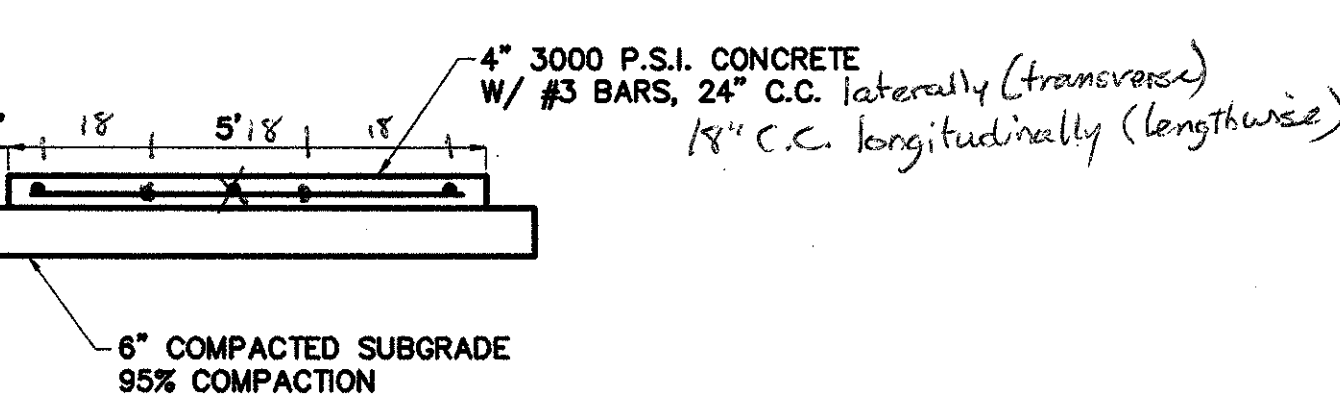 4" 3000 P.S.I. CONCRETE
W/ #3 BARS, 24" C.C. laterally (transverse)
18" C.C. longitudinally (lengthwise)
18 5' 18 18
6" COMPACTED SUBGRADE
95% COMPACTION